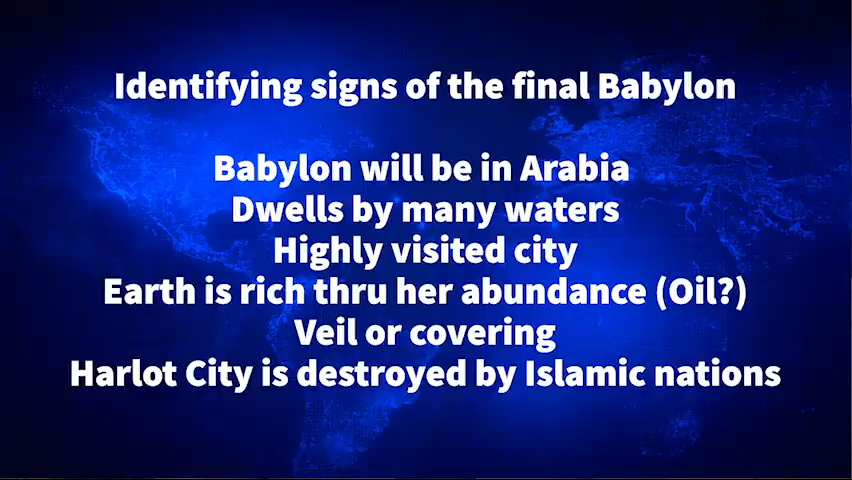 Identifying signs of the final Babylon
Babylon will be in Arabia
Dwells by many waters
Highly visited city
Earth is rich thru her abundance (Oil?)
Veil or covering
Harlot City is destroyed by Islamic nations